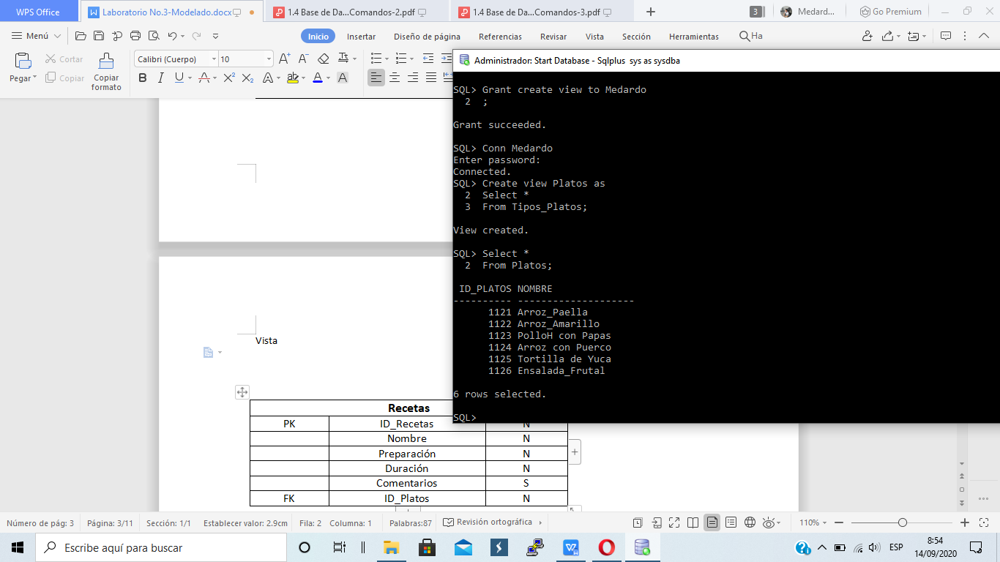 WPS Office
Laboratorio No.3-Modelado.docx
1.4 Base de Da...Comandos-2.pdf
1.4 Base de Da...Comandos-3.pdf
3
Medard...
Go Premium
Menú
Inicio
Insertar
Diseño de página
Referencias
Revisar
Vista
Sección
Herramientas
Ha
Pegar
Cortar
Copiar
Copiar formato
Calibri (Cuerpo)
10
Administrador: Start Database - Sqlplus  sys as sysdba
SQL> Grant create view to Medardo
2  ;
Grant succeeded.
SQL> Conn Medardo
Enter password:
Connected.
SQL> Create view Platos as
2  Select *
3  From Tipos_Platos;
View created.
SQL> Select *
2  From Platos;
ID_PLATOS NOMBRE
---------- --------------------
1121 Arroz_Paella
1122 Arroz_Amarillo
1123 PolloH con Papas
1124 Arroz con Puerco
1125 Tortilla de Yuca
1126 Ensalada_Frutal
6 rows selected.
SQL>
Vista
Recetas
PK ID_Recetas N
Nombre N
Preparación N
Duración N
Comentarios S
FK ID_Platos N
Número de pág: 3 Página: 3/11 Sección: 1/1 Establecer valor: 2.9cm Fila: 2 Columna: 1 Palabras:87 Revisión ortográfica 110%
Escribe aquí para buscar
ESP
8:54
14/09/2020